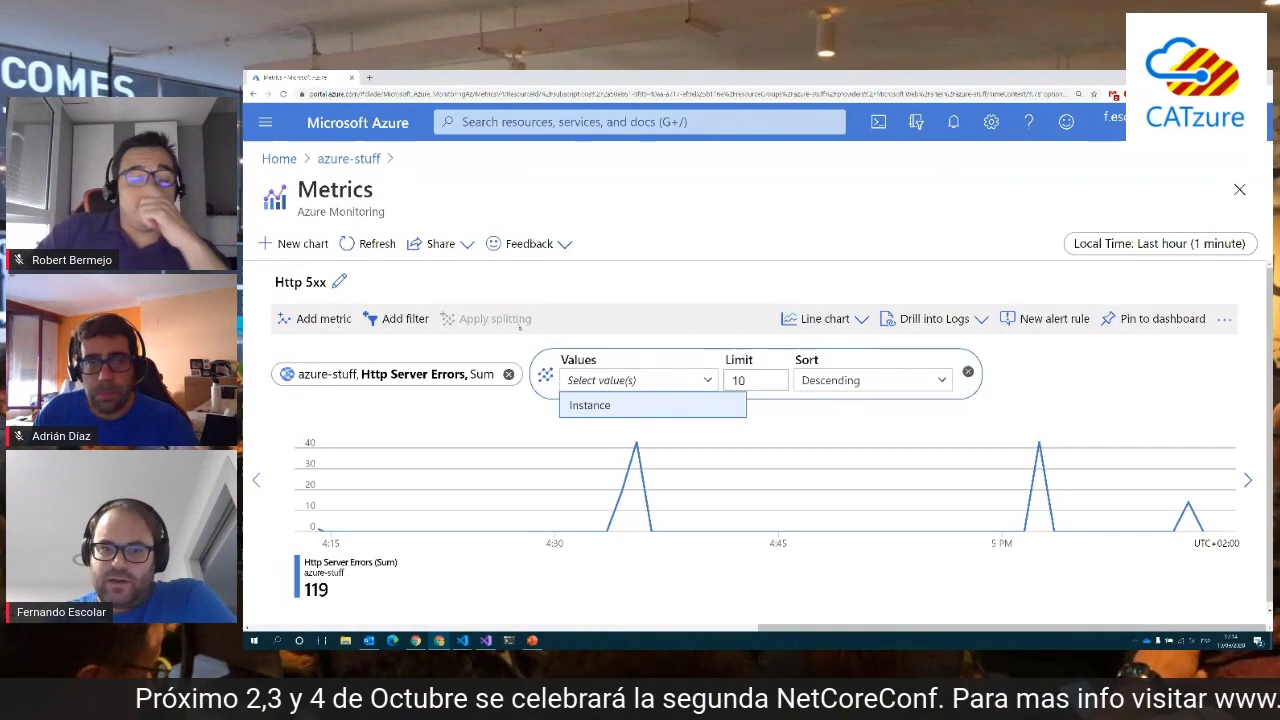 COMES
CATzure
Robert Bermejo
Adrián Díaz
Fernando Escolar
Metrics - Microsoft Azure
Microsoft Azure
Search resources, services, and docs (G+/)
f.esc
Home > azure-stuff >
Metrics
Azure Monitoring
New chart Refresh Share Feedback
Local Time: Last hour (1 minute)
Http 5xx
Add metric Add filter Apply splitting Line chart Drill into Logs New alert rule Pin to dashboard ...
azure-stuff, Http Server Errors, Sum
Values Limit Sort
Select value(s) 10 Descending
Instance
40
30
20
10
0
4:15 4:30 4:45 5 PM UTC+02:00
Http Server Errors (Sum)
azure-stuff
119
Próximo 2,3 y 4 de Octubre se celebrará la segunda NetCoreConf. Para mas info visitar www.